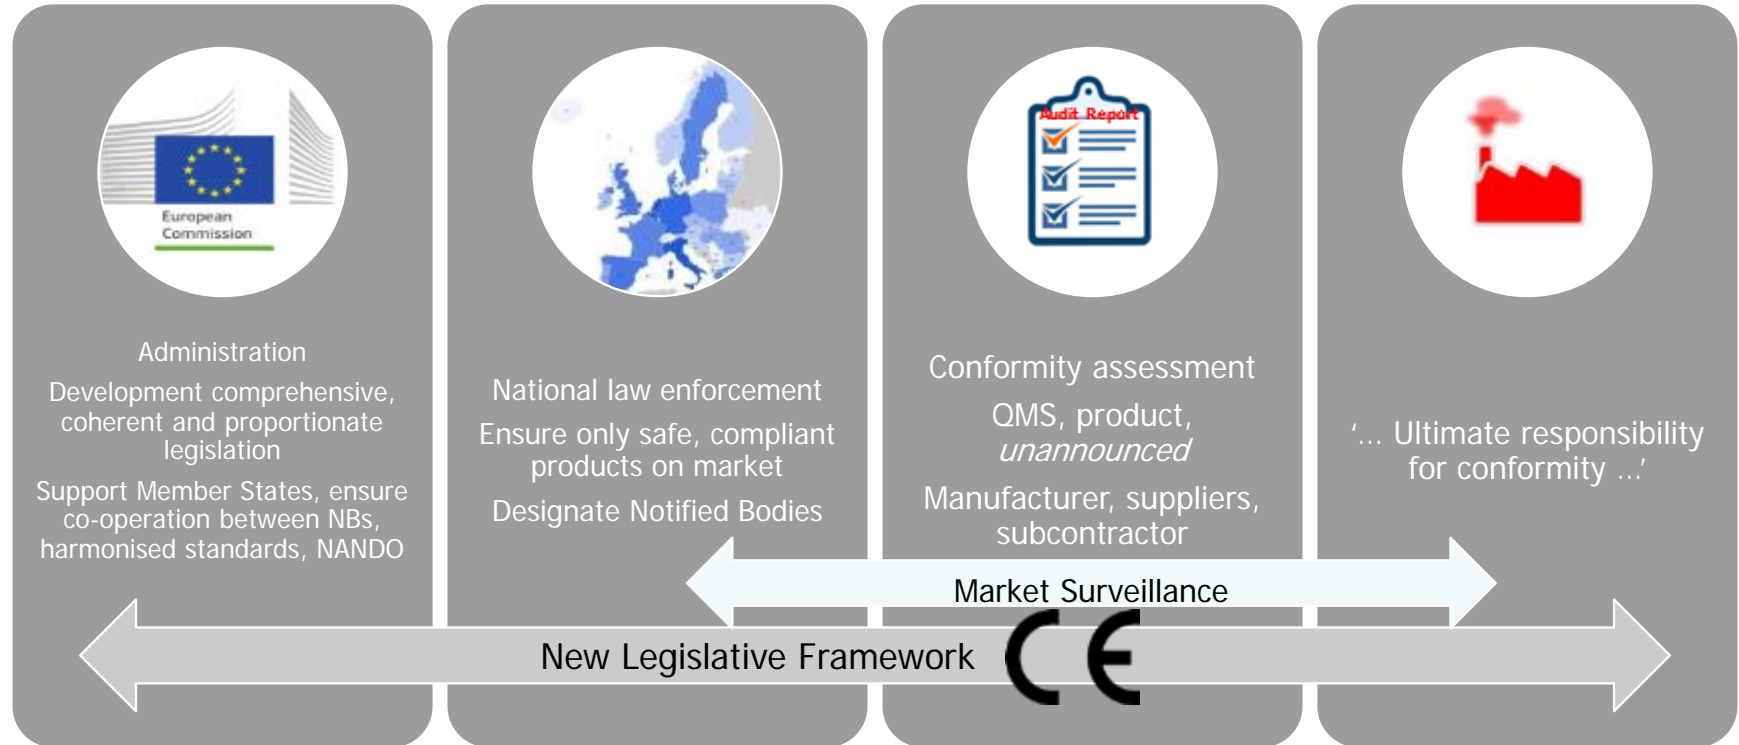 European
Commission
Administration
Development comprehensive,
coherent and proportionate
legislation
Support Member States, ensure
co-operation between NBs,
harmonised standards, NANDO
National law enforcement
Ensure only safe, compliant
products on market
Designate Notified Bodies
Audit Report
Conformity assessment
QMS, product,
unannounced
Manufacturer, suppliers,
subcontractor
'... Ultimate responsibility
for conformity ...'
Market Surveillance
New Legislative Framework CE